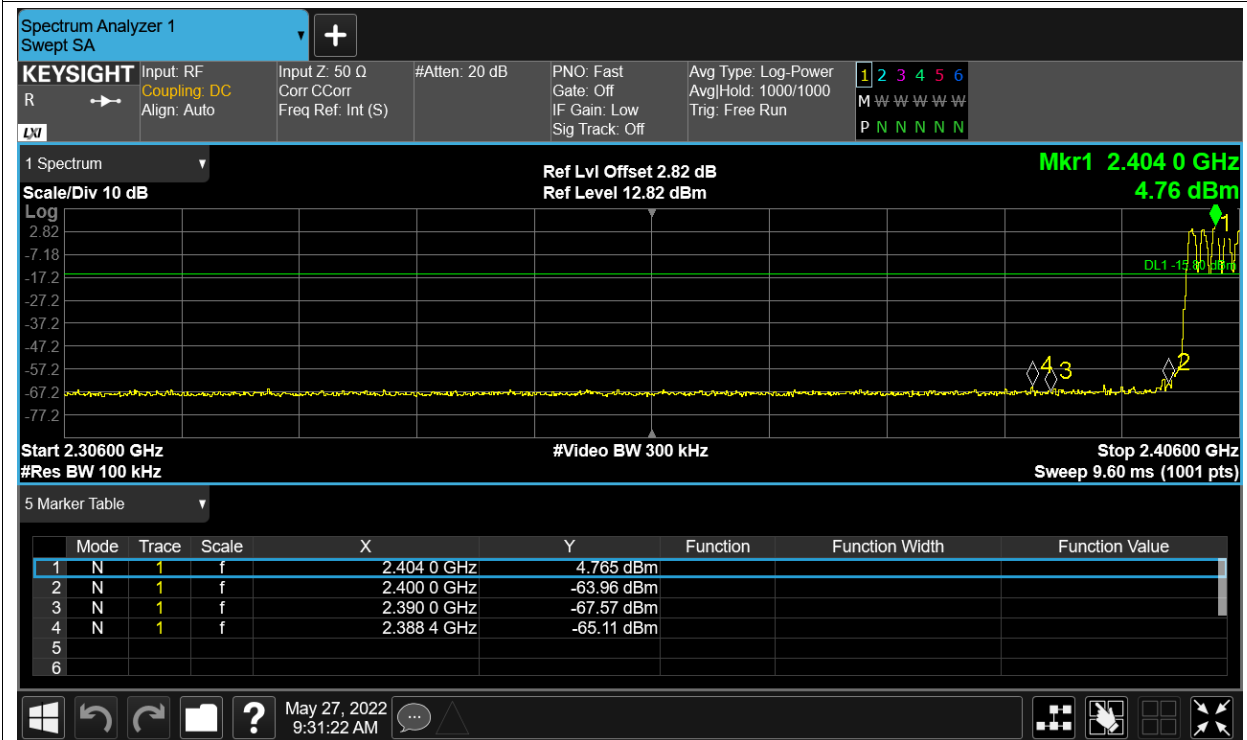 Spectrum Analyzer 1
Swept SA
+
KEYSIGHT
R
LXI
Input: RF
Coupling: DC
Align: Auto
Input Z: 50 Ω
Corr CCorr
Freq Ref: Int (S)
#Atten: 20 dB
PNO: Fast
Gate: Off
IF Gain: Low
Sig Track: Off
Avg Type: Log-Power
Avg|Hold: 1000/1000
Trig: Free Run
1 2 3 4 5 6
M W W W W W
P N N N N N
1 Spectrum
Scale/Div 10 dB
Ref Lvl Offset 2.82 dB
Ref Level 12.82 dBm
Mkr1 2.404 0 GHz
4.76 dBm
Log
2.82
-7.18
-17.2
-27.2
-37.2
-47.2
-57.2
-67.2
-77.2
1
DL1 -15.80 dBm
4
3
2
Start 2.30600 GHz
#Res BW 100 kHz
#Video BW 300 kHz
Stop 2.40600 GHz
Sweep 9.60 ms (1001 pts)
5 Marker Table
Mode Trace Scale X Y Function Function Width Function Value
1 N 1 f 2.404 0 GHz 4.765 dBm
2 N 1 f 2.400 0 GHz -63.96 dBm
3 N 1 f 2.390 0 GHz -67.57 dBm
4 N 1 f 2.388 4 GHz -65.11 dBm
5
6
?
May 27, 2022
9:31:22 AM